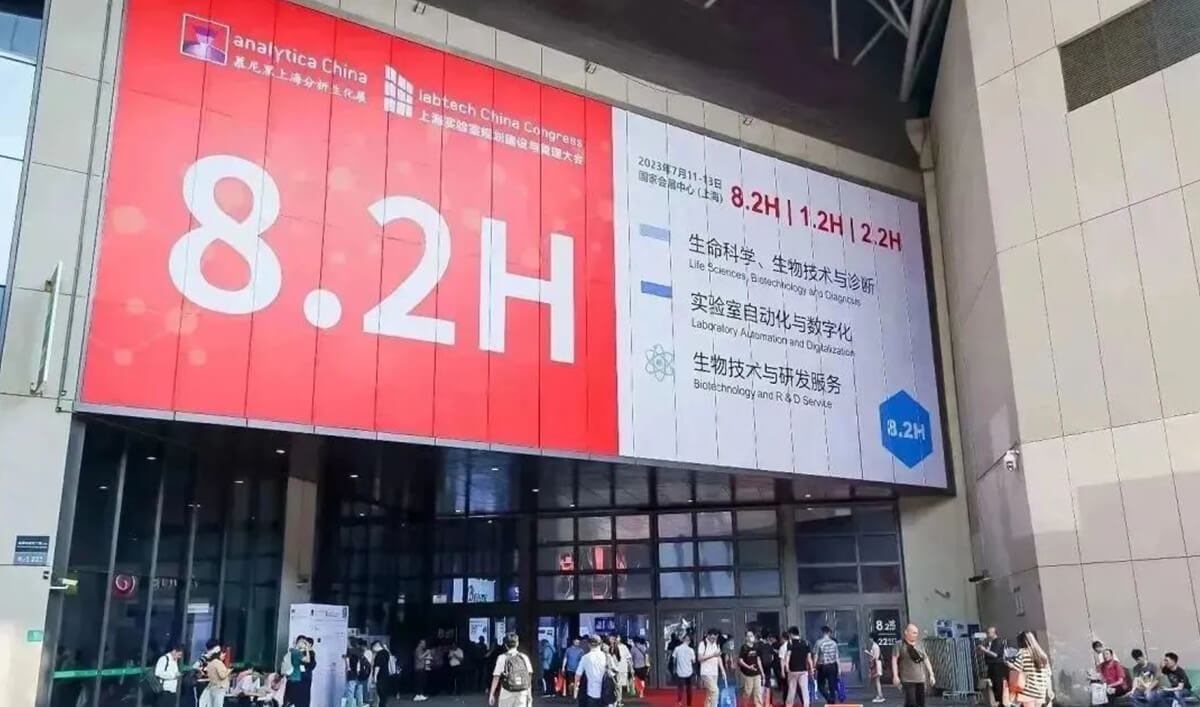 analytica China
慕尼黑上海分析生化展
labtech China Congress
上海实验室规划建设与管理大会
8.2H
2023年7月11-13日
国家会展中心（上海）
8.2H | 1.2H | 2.2H
生命科学、生物技术与诊断
Life Sciences, Biotechnology and Diagnosis
实验室自动化与数字化
Laboratory Automation and Digitalization
生物技术与研发服务
Biotechnology and R & D Service
8.2H
8.2